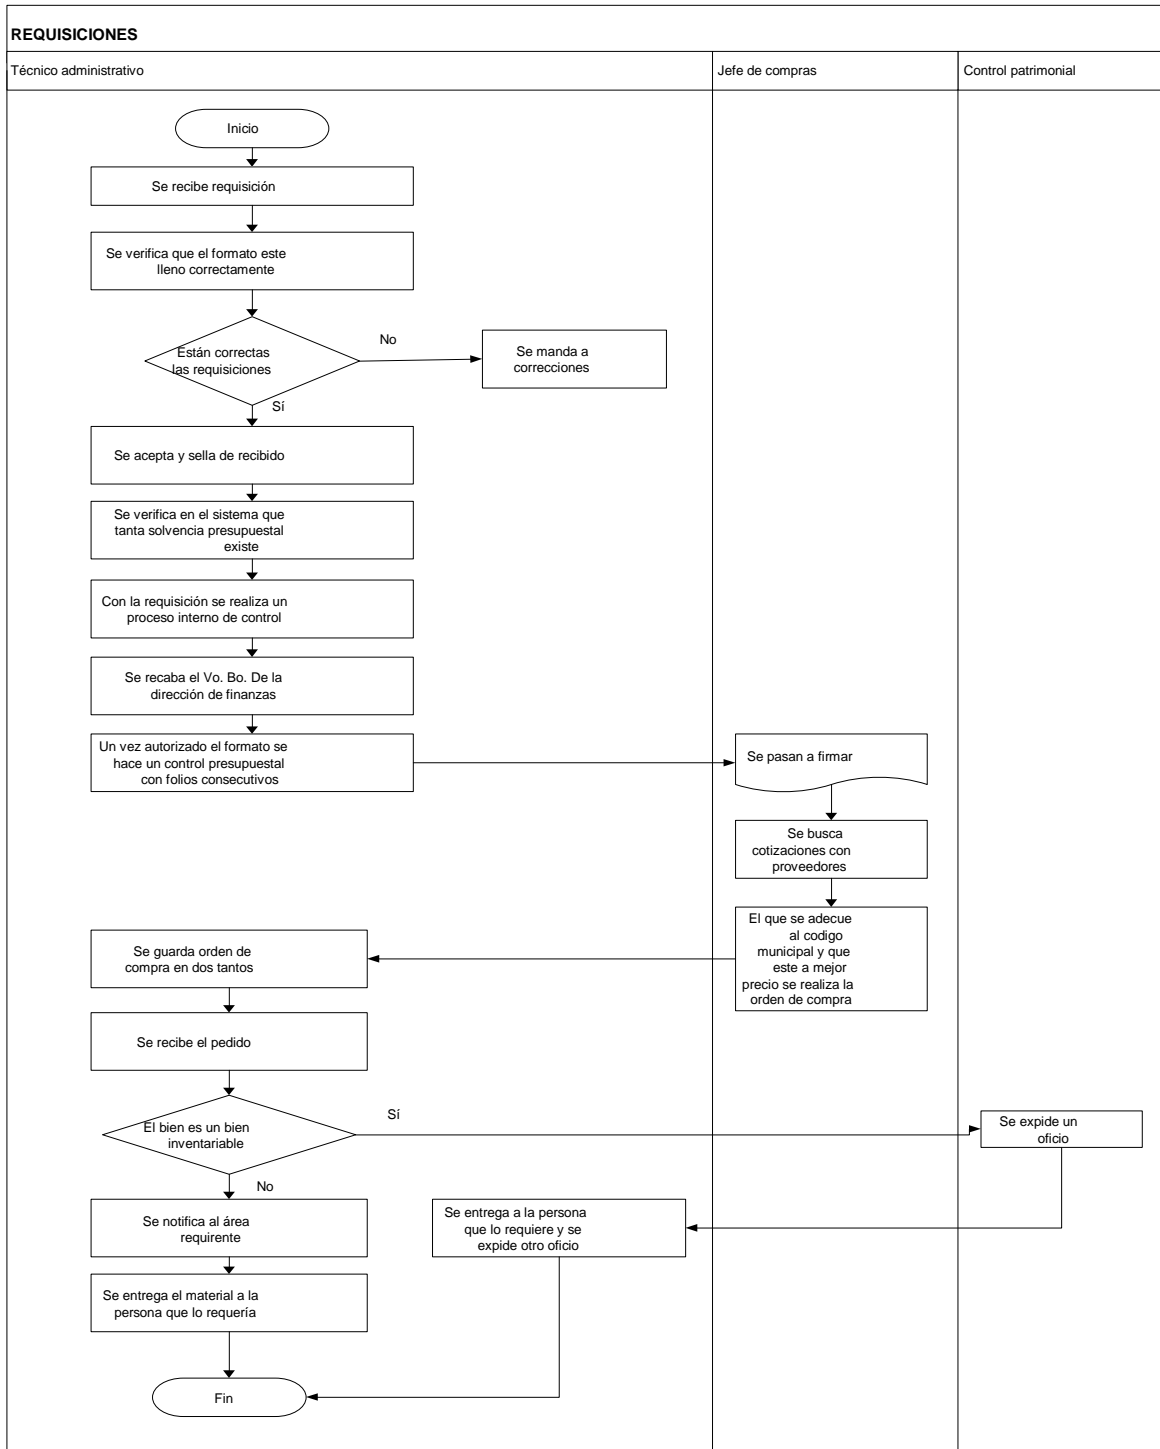 REQUISICIONES
Técnico administrativo
Jefe de compras
Control patrimonial
Inicio
Se recibe requisición
Se verifica que el formato este
lleno correctamente
Están correctas
las requisiciones
No
Se manda a
correcciones
Sí
Se acepta y sella de recibido
Se verifica en el sistema que
tanta solvencia presupuestal
existe
Con la requisición se realiza un
proceso interno de control
Se recaba el Vo. Bo. De la
dirección de finanzas
Un vez autorizado el formato se
hace un control presupuestal
con folios consecutivos
Se pasan a firmar
Se busca
cotizaciones con
proveedores
El que se adecue
al codigo
municipal y que
este a mejor
precio se realiza la
orden de compra
Se guarda orden de
compra en dos tantos
Se recibe el pedido
El bien es un bien
inventariable
Sí
Se expide un
oficio
No
Se notifica al área
requirente
Se entrega a la persona
que lo requiere y se
expide otro oficio
Se entrega el material a la
persona que lo requería
Fin